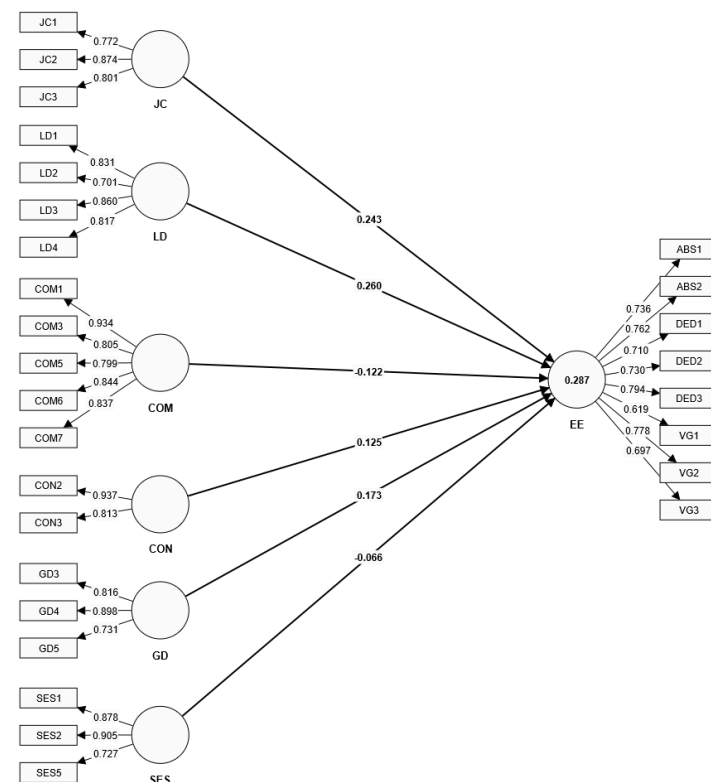 JC1
0.772
JC2
0.874
JC3
0.801
JC
LD1
0.831
LD2
0.701
LD3
0.860
LD4
0.817
LD
COM1
0.934
COM3
0.805
COM5
0.799
COM6
0.844
COM7
0.837
COM
CON2
0.937
CON3
0.813
CON
GD3
0.816
GD4
0.898
GD5
0.731
GD
SES1
0.878
SES2
0.905
SES5
0.727
SES
0.243
0.260
-0.122
0.125
0.173
-0.066
0.287
EE
ABS1
0.736
ABS2
0.762
DED1
0.710
DED2
0.730
DED3
0.794
VG1
0.619
VG2
0.778
VG3
0.697